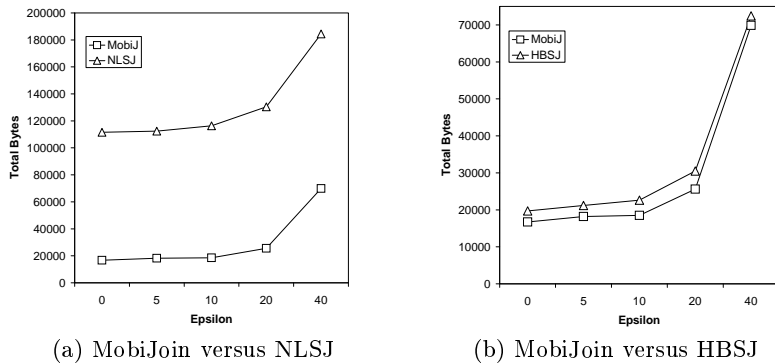 200000
180000
160000
140000
120000
100000
80000
60000
40000
20000
0
Total Bytes
MobiJ
NLSJ
0 5 10 20 40
Epsilon
(a) MobiJoin versus NLSJ
70000
60000
50000
40000
30000
20000
10000
0
Total Bytes
MobiJ
HBSJ
0 5 10 20 40
Epsilon
(b) MobiJoin versus HBSJ